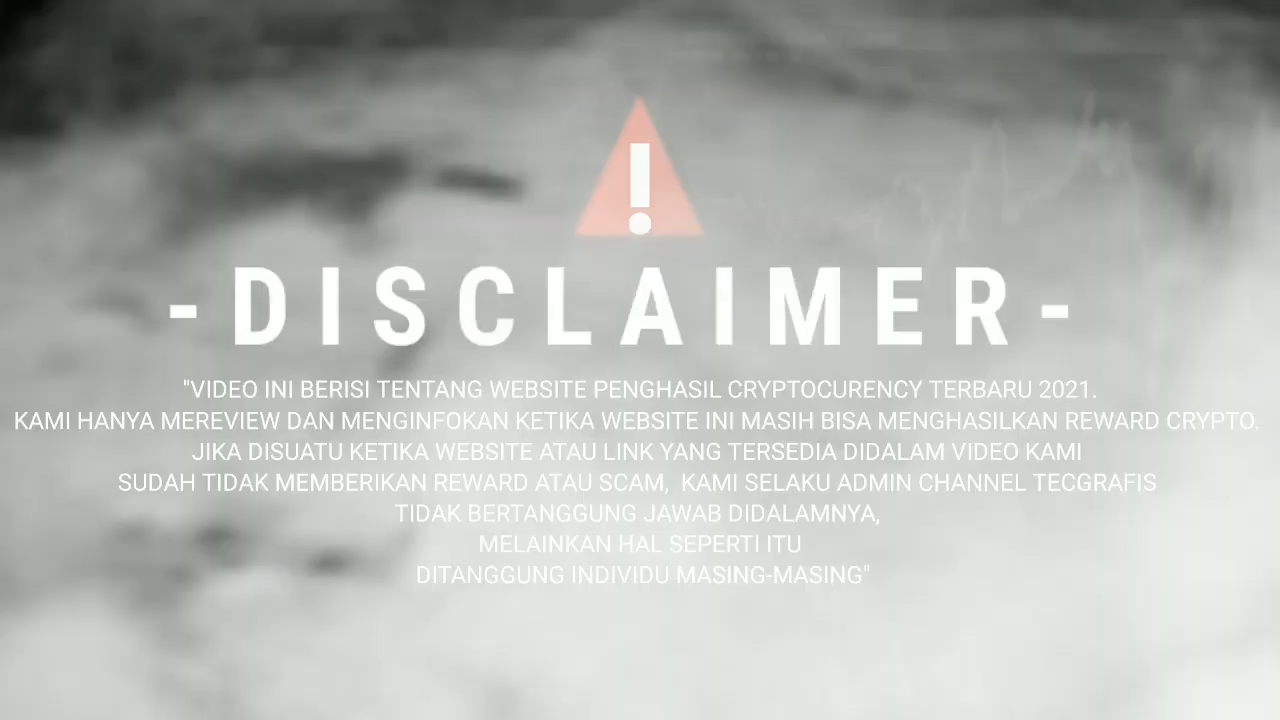 !
- DISCLAIMER -
"VIDEO INI BERISI TENTANG WEBSITE PENGHASIL CRYPTOCURENCY TERBARU 2021.
KAMI HANYA MEREVIEW DAN MENGINFOKAN KETIKA WEBSITE INI MASIH BISA MENGHASILKAN REWARD CRYPTO.
JIKA DISUATU KETIKA WEBSITE ATAU LINK YANG TERSEDIA DIDALAM VIDEO KAMI
SUDAH TIDAK MEMBERIKAN REWARD ATAU SCAM, KAMI SELAKU ADMIN CHANNEL TECGRAFIS
TIDAK BERTANGGUNG JAWAB DIDALAMNYA,
MELAINKAN HAL SEPERTI ITU
DITANGGUNG INDIVIDU MASING-MASING"